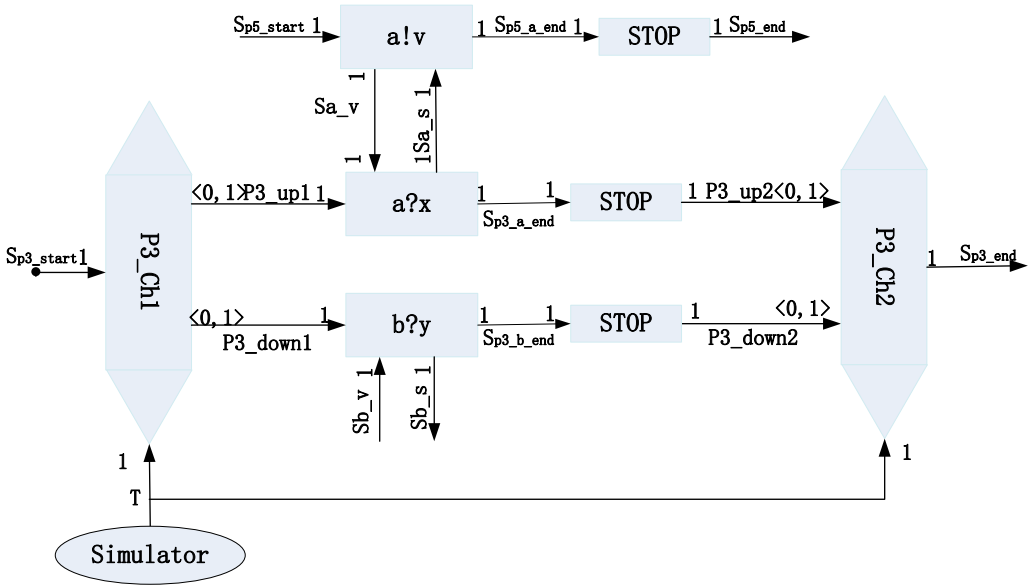 Sp5_start 1
a!v
1 Sp5_a_end 1
STOP
1 Sp5_end
1
Sa_v
1
1Sa_s 1
<0,1>P3_up1 1
a?x
1
1
Sp3_a_end
STOP
1 P3_up2<0,1>
Sp3_start1
P3_Ch1
P3_Ch2
1 Sp3_end
<0,1>
1
P3_down1
b?y
1
1
Sp3_b_end
STOP
1
<0,1>
P3_down2
Sb_v 1
Sb_s 1
1
1
T
Simulator